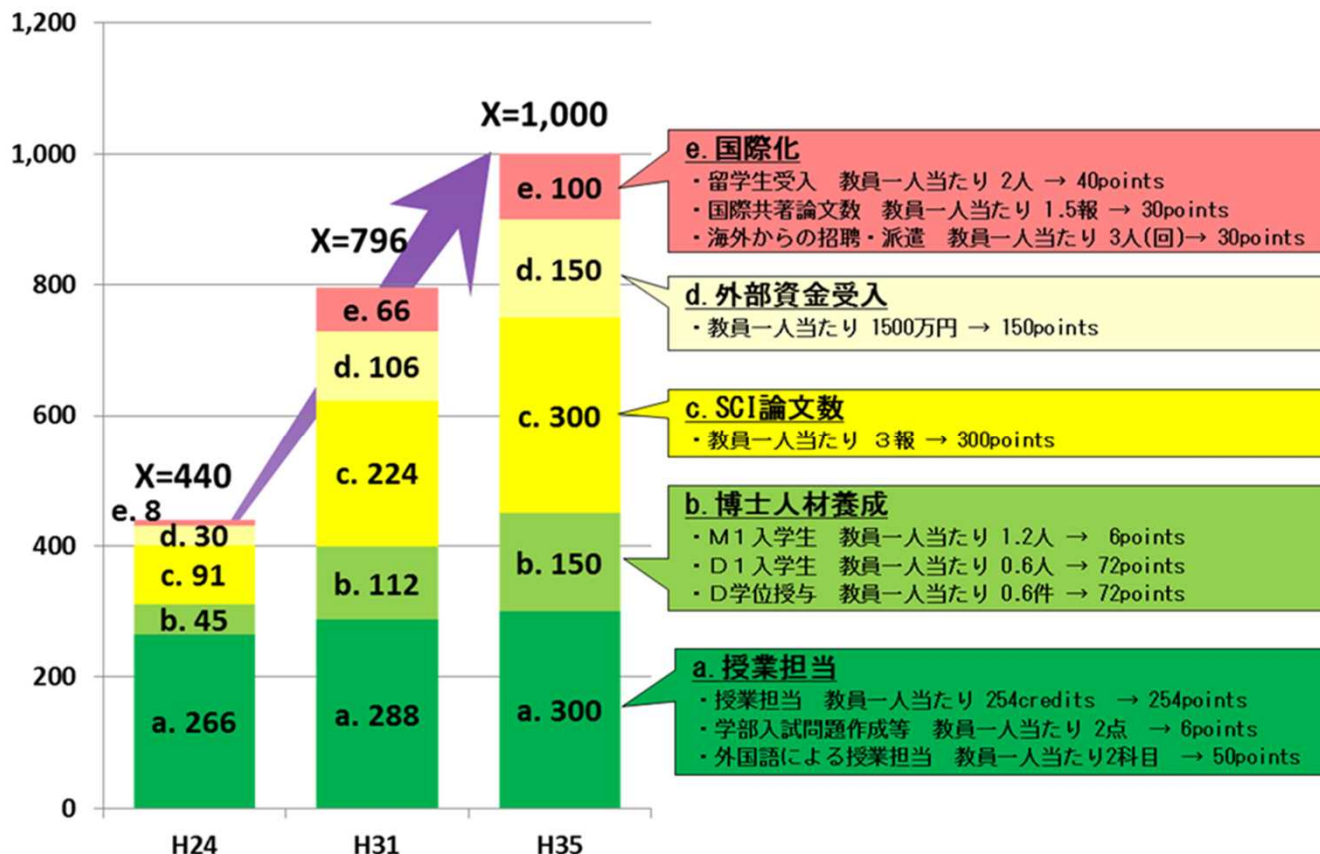 1,200
1,000
800
600
400
200
0
X=440
e. 8
d. 30
c. 91
b. 45
a. 266
H24
X=796
e. 66
d. 106
c. 224
b. 112
a. 288
H31
X=1,000
e. 100
d. 150
c. 300
b. 150
a. 300
H35
e. 国際化
・留学生受入 教員一人当たり 2人 → 40points
・国際共著論文数 教員一人当たり 1.5報 → 30points
・海外からの招聘・派遣 教員一人当たり 3人(回)→ 30points
d. 外部資金受入
・教員一人当たり 1500万円 → 150points
c. SCI論文数
・教員一人当たり 3報 → 300points
b. 博士人材養成
・M1入学生 教員一人当たり 1.2人 → 6points
・D1入学生 教員一人当たり 0.6人 → 72points
・D学位授与 教員一人当たり 0.6件 → 72points
a. 授業担当
・授業担当 教員一人当たり 254credits → 254points
・学部入試問題作成等 教員一人当たり 2点 → 6points
・外国語による授業担当 教員一人当たり2科目 → 50points